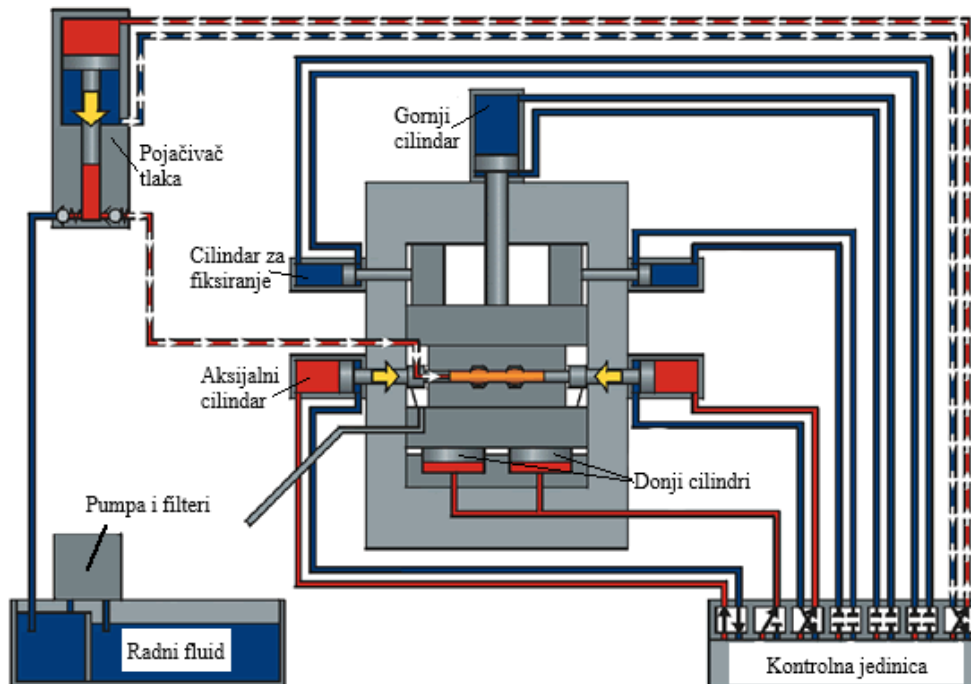 Gornji
cilindar
Pojačivač
tlaka
Cilindar za
fiksiranje
Aksijalni
cilindar
Donji cilindri
Pumpa i filteri
Radni fluid
Kontrolna jedinica